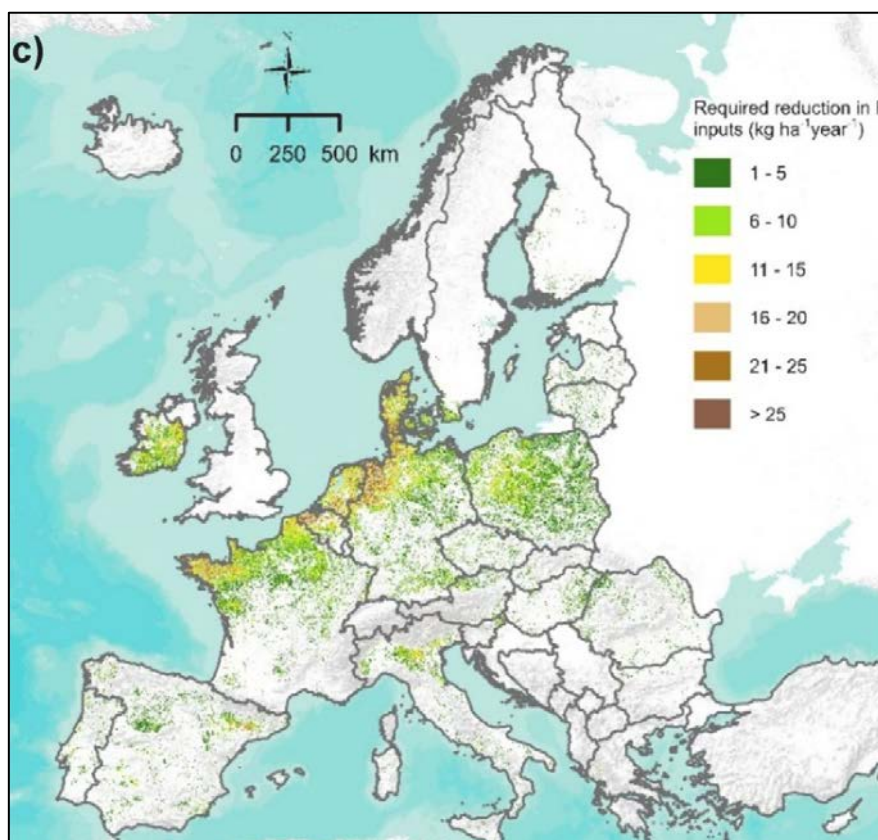 c)
0 250 500 km
Required reduction in
inputs (kg ha⁻¹year⁻¹)
1 - 5
6 - 10
11 - 15
16 - 20
21 - 25
> 25